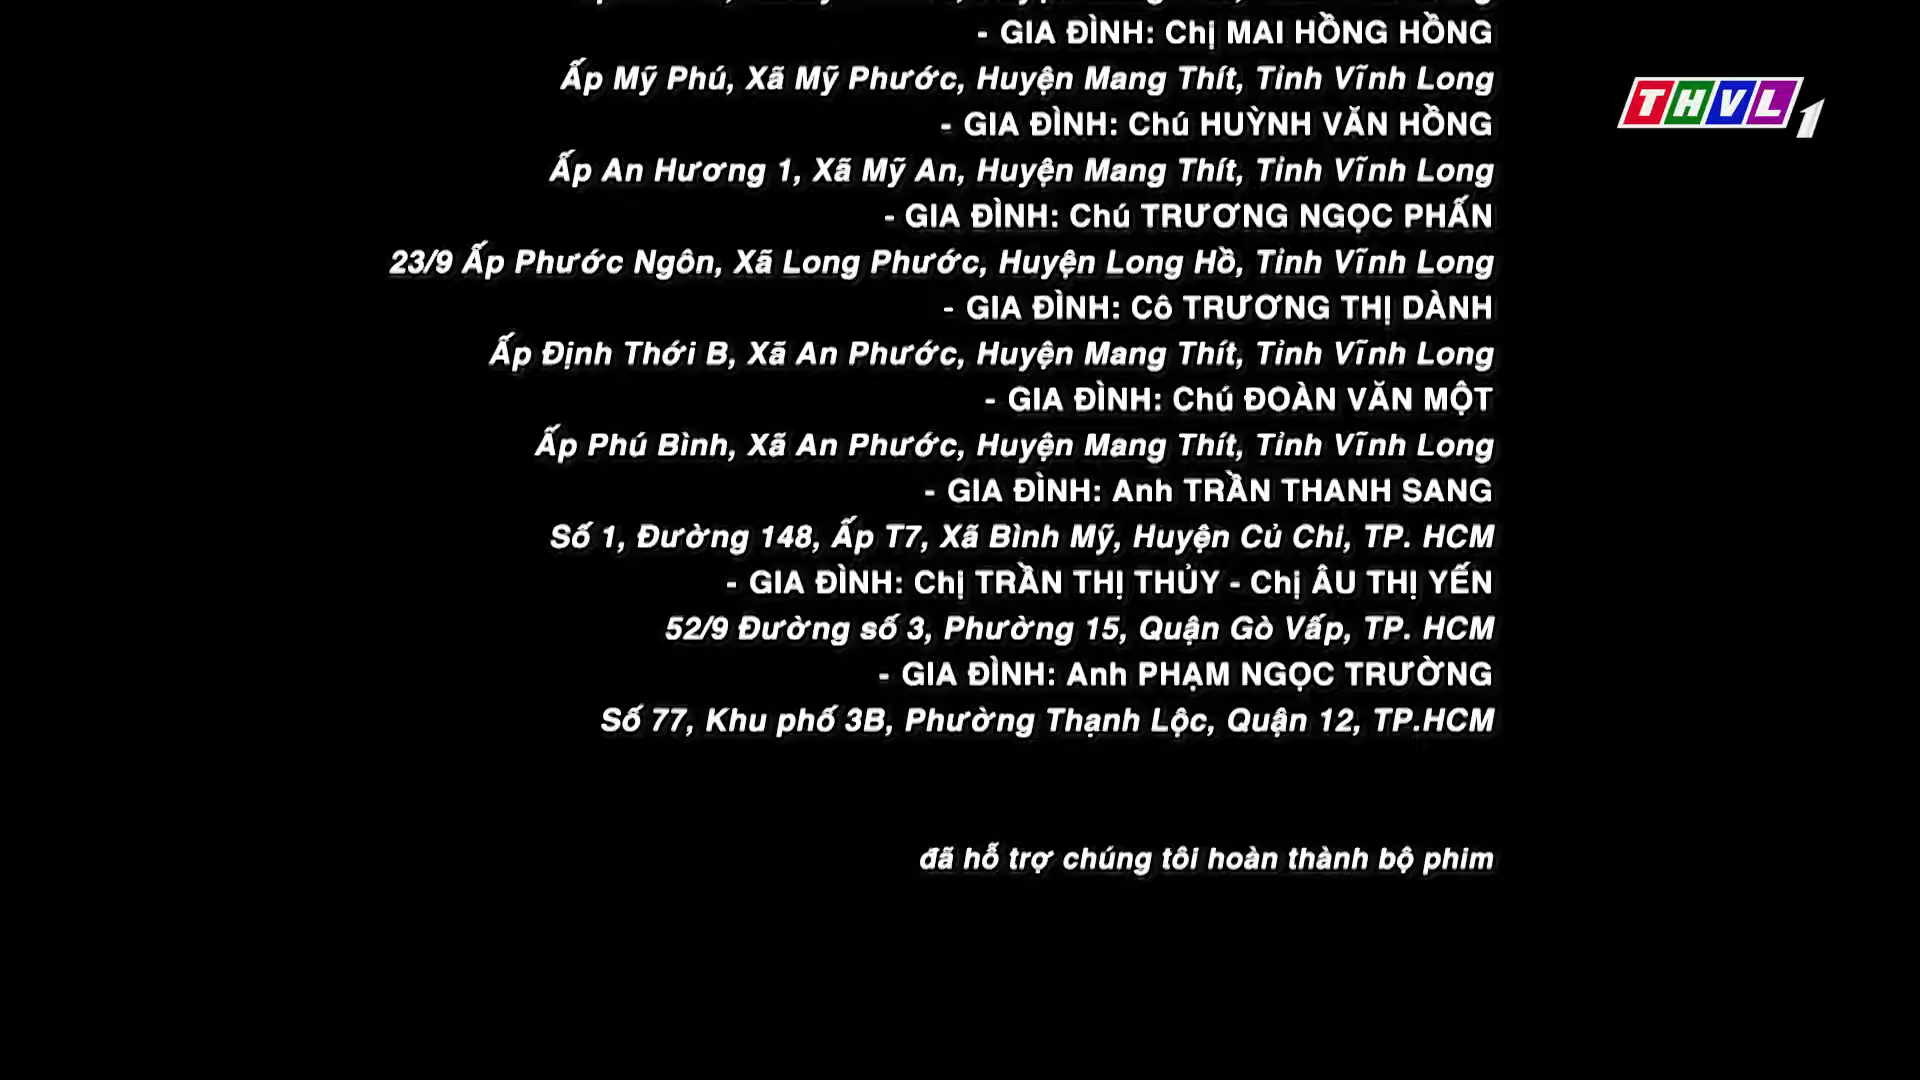 - GIA ĐÌNH: Chị MAI HỒNG HỒNG
Ấp Mỹ Phú, Xã Mỹ Phước, Huyện Mang Thít, Tỉnh Vĩnh Long
- GIA ĐÌNH: Chú HUỲNH VĂN HỒNG
Ấp An Hương 1, Xã Mỹ An, Huyện Mang Thít, Tỉnh Vĩnh Long
- GIA ĐÌNH: Chú TRƯƠNG NGỌC PHẤN
23/9 Ấp Phước Ngôn, Xã Long Phước, Huyện Long Hồ, Tỉnh Vĩnh Long
- GIA ĐÌNH: Cô TRƯƠNG THỊ DÀNH
Ấp Định Thới B, Xã An Phước, Huyện Mang Thít, Tỉnh Vĩnh Long
- GIA ĐÌNH: Chú ĐOÀN VĂN MỘT
Ấp Phú Bình, Xã An Phước, Huyện Mang Thít, Tỉnh Vĩnh Long
- GIA ĐÌNH: Anh TRẦN THANH SANG
Số 1, Đường 148, Ấp T7, Xã Bình Mỹ, Huyện Củ Chi, TP. HCM
- GIA ĐÌNH: Chị TRẦN THỊ THỦY - Chị ÂU THỊ YẾN
52/9 Đường số 3, Phường 15, Quận Gò Vấp, TP. HCM
- GIA ĐÌNH: Anh PHẠM NGỌC TRƯỜNG
Số 77, Khu phố 3B, Phường Thạnh Lộc, Quận 12, TP.HCM
đã hỗ trợ chúng tôi hoàn thành bộ phim
THVL1